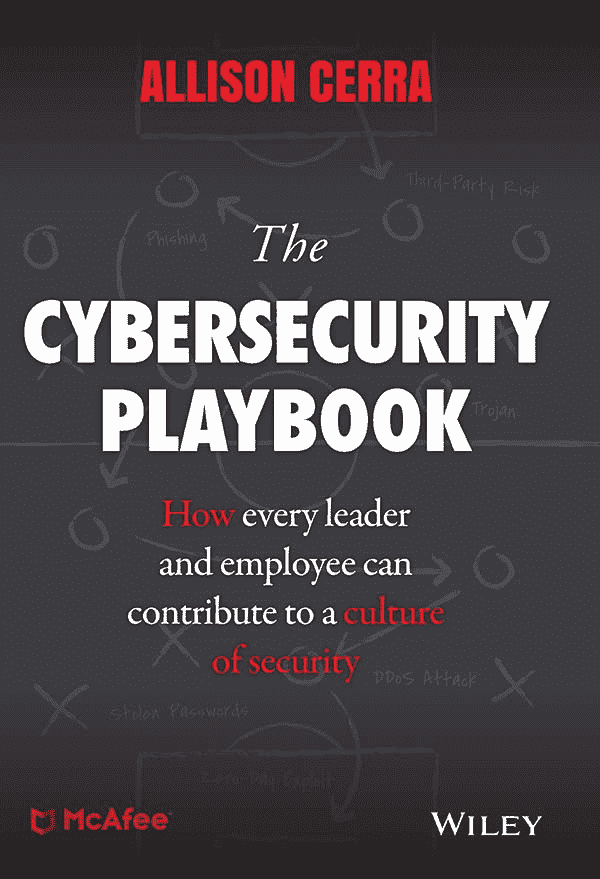 ALLISON CERRA
Third-Party Risk
Phishing
The
CYBERSECURITY
PLAYBOOK
Trojan
How every leader
and employee can
contribute to a culture
of security
DDoS Attack
Stolen Passwords
Zero-Day Exploit
McAfee
WILEY